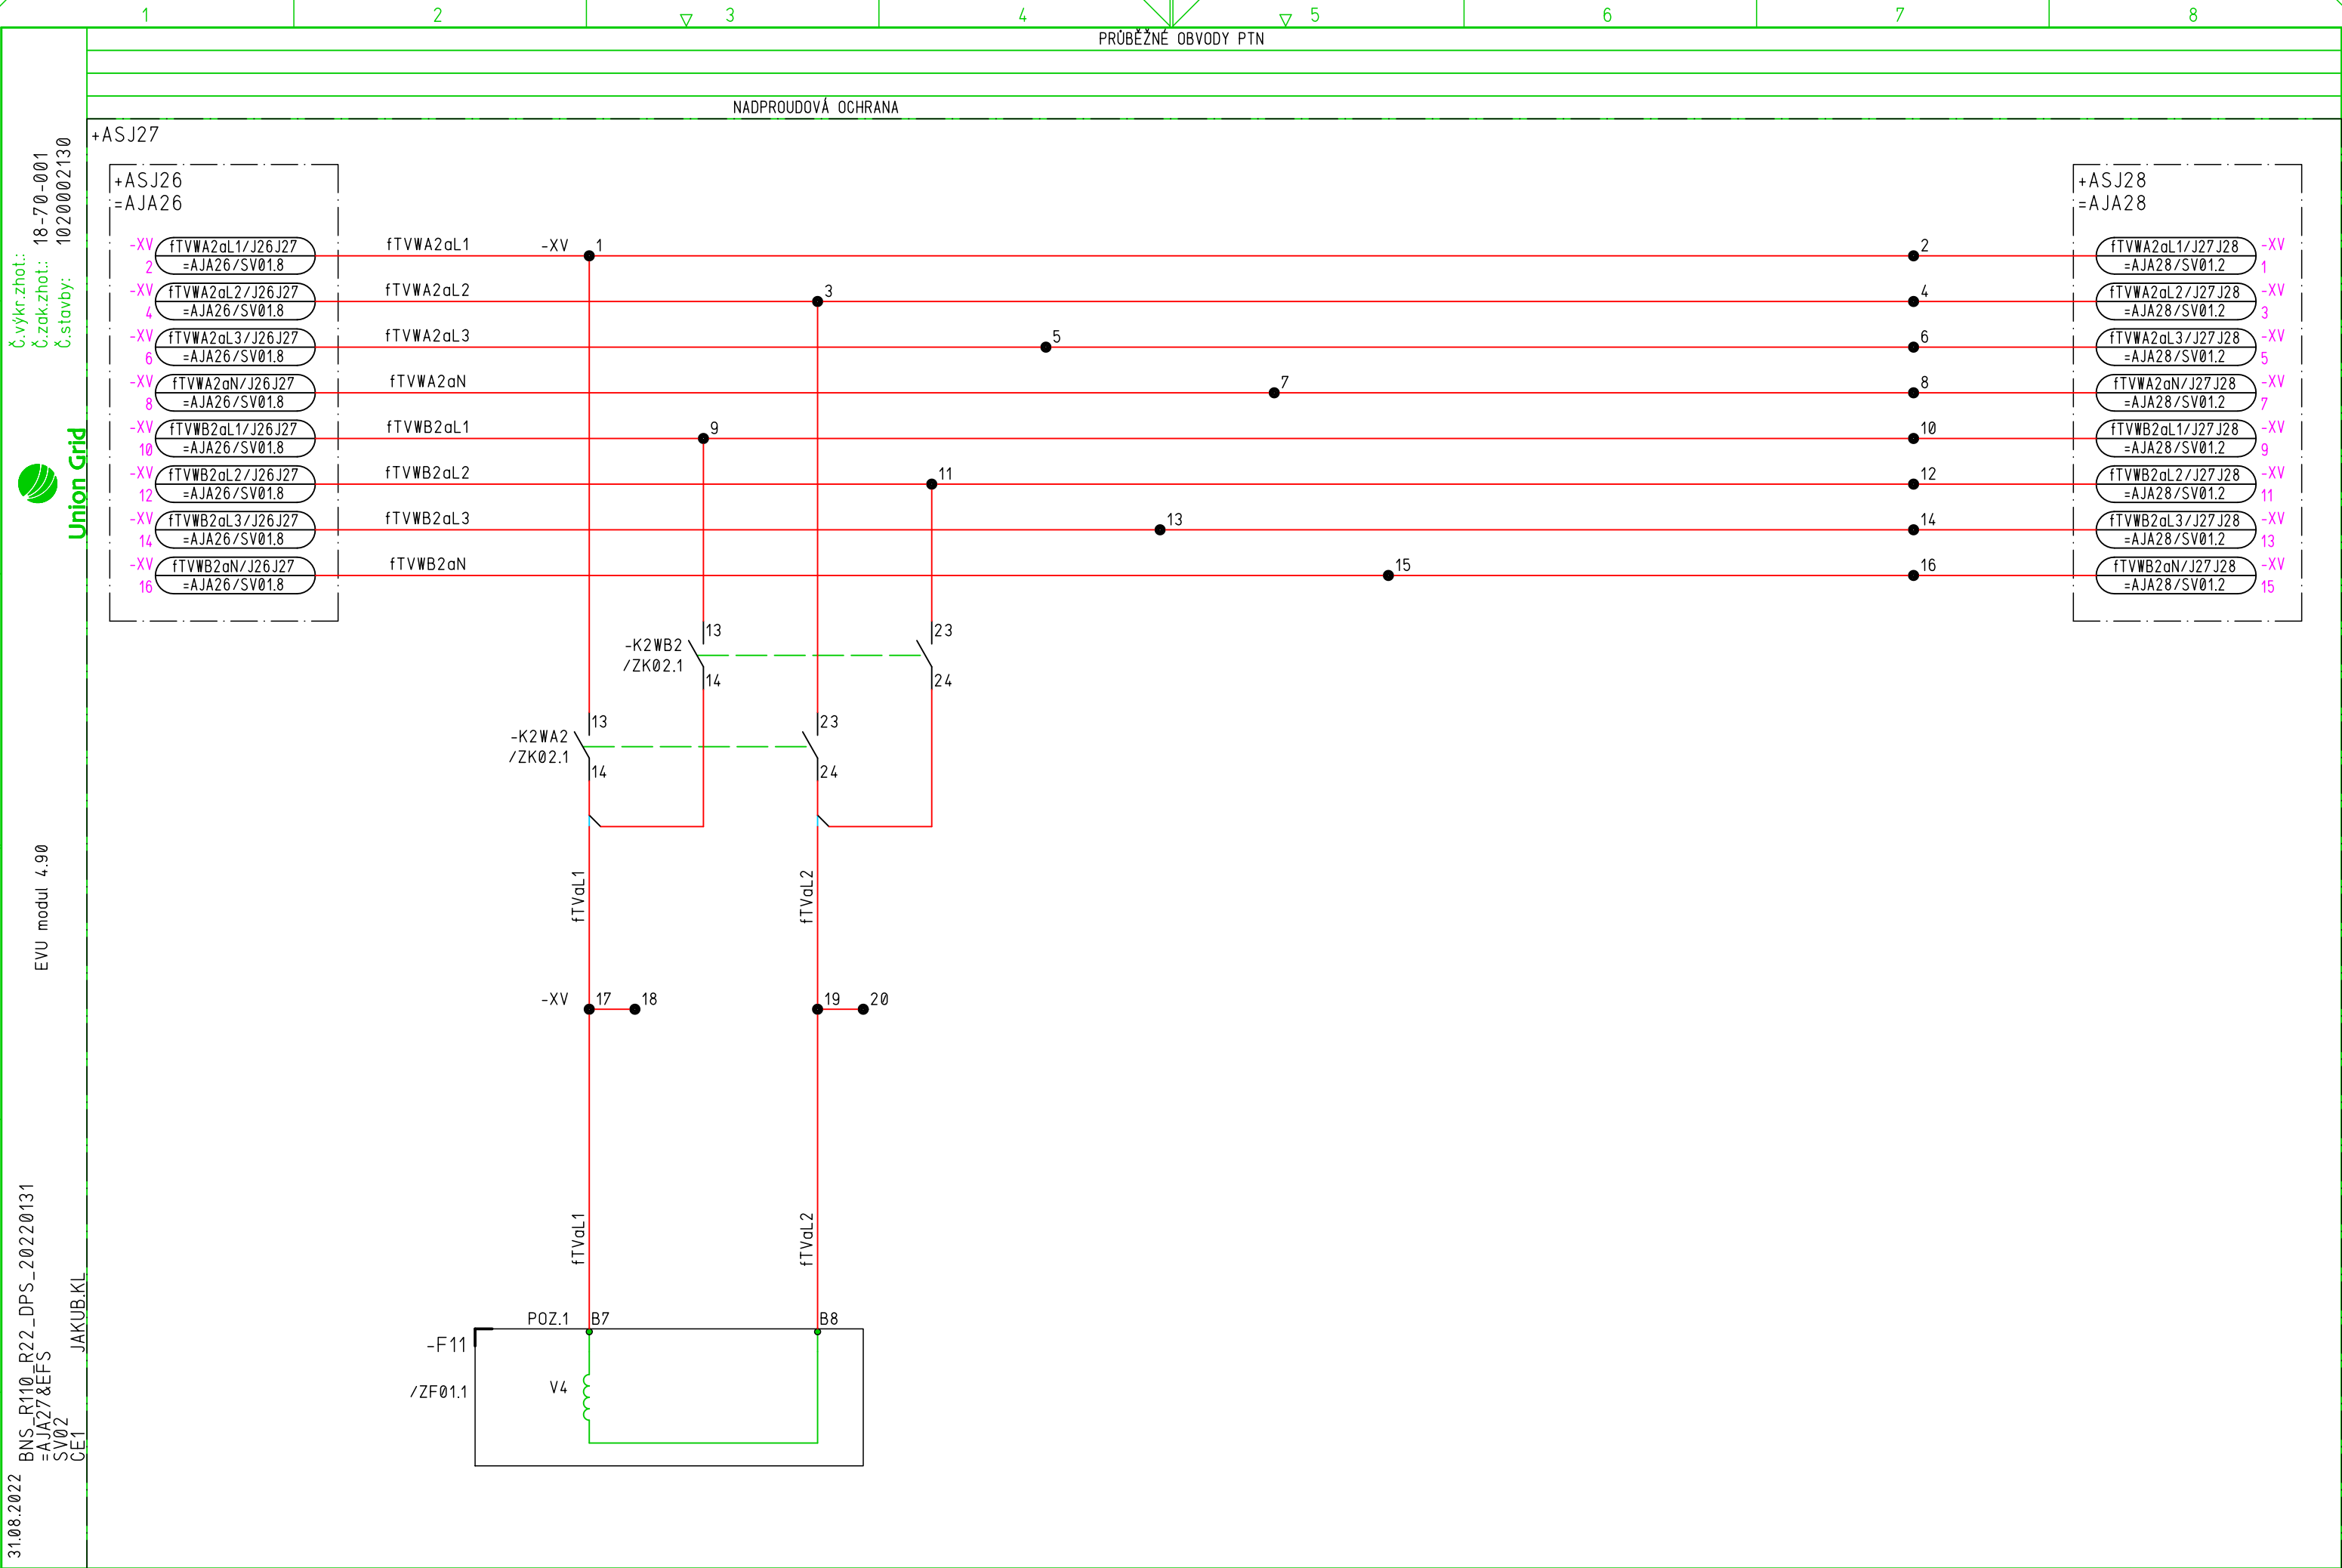 1 2 3 4 5 6 7 8
PRŮBĚŽNÉ OBVODY PTN
NADPROUDOVÁ OCHRANA
+ASJ27
+ASJ26
=AJA26
+ASJ28
=AJA28
-XV fTVWA2aL1/J26J27 fTVWA2aL1 -XV 1 2 fTVWA2aL1/J27J28 -XV
2 =AJA26/SV01.8 =AJA28/SV01.2 1
-XV fTVWA2aL2/J26J27 fTVWA2aL2 3 4 fTVWA2aL2/J27J28 -XV
4 =AJA26/SV01.8 =AJA28/SV01.2 3
-XV fTVWA2aL3/J26J27 fTVWA2aL3 5 6 fTVWA2aL3/J27J28 -XV
6 =AJA26/SV01.8 =AJA28/SV01.2 5
-XV fTVWA2aN/J26J27 fTVWA2aN 7 8 fTVWA2aN/J27J28 -XV
8 =AJA26/SV01.8 =AJA28/SV01.2 7
-XV fTVWB2aL1/J26J27 fTVWB2aL1 9 10 fTVWB2aL1/J27J28 -XV
10 =AJA26/SV01.8 =AJA28/SV01.2 9
-XV fTVWB2aL2/J26J27 fTVWB2aL2 11 12 fTVWB2aL2/J27J28 -XV
12 =AJA26/SV01.8 =AJA28/SV01.2 11
-XV fTVWB2aL3/J26J27 fTVWB2aL3 13 14 fTVWB2aL3/J27J28 -XV
14 =AJA26/SV01.8 =AJA28/SV01.2 13
-XV fTVWB2aN/J26J27 fTVWB2aN 15 16 fTVWB2aN/J27J28 -XV
16 =AJA26/SV01.8 =AJA28/SV01.2 15
13 23
-K2WB2
/ZK02.1
14 24
13 23
-K2WA2
/ZK02.1
14 24
fTVaL1 fTVaL2
-XV 17 18 19 20
fTVaL1 fTVaL2
POZ.1 B7 B8
-F11
/ZF01.1 V4
Č.výkr.zhot.:
Č.zak.zhot.: 18-70-001
Č.stavby: 1020002130
Union Grid
EVU modul 4.90
BNS_R110_R22_DPS_20220131
=AJA27&EFS
SV02
CE1 JAKUB.KL
31.08.2022